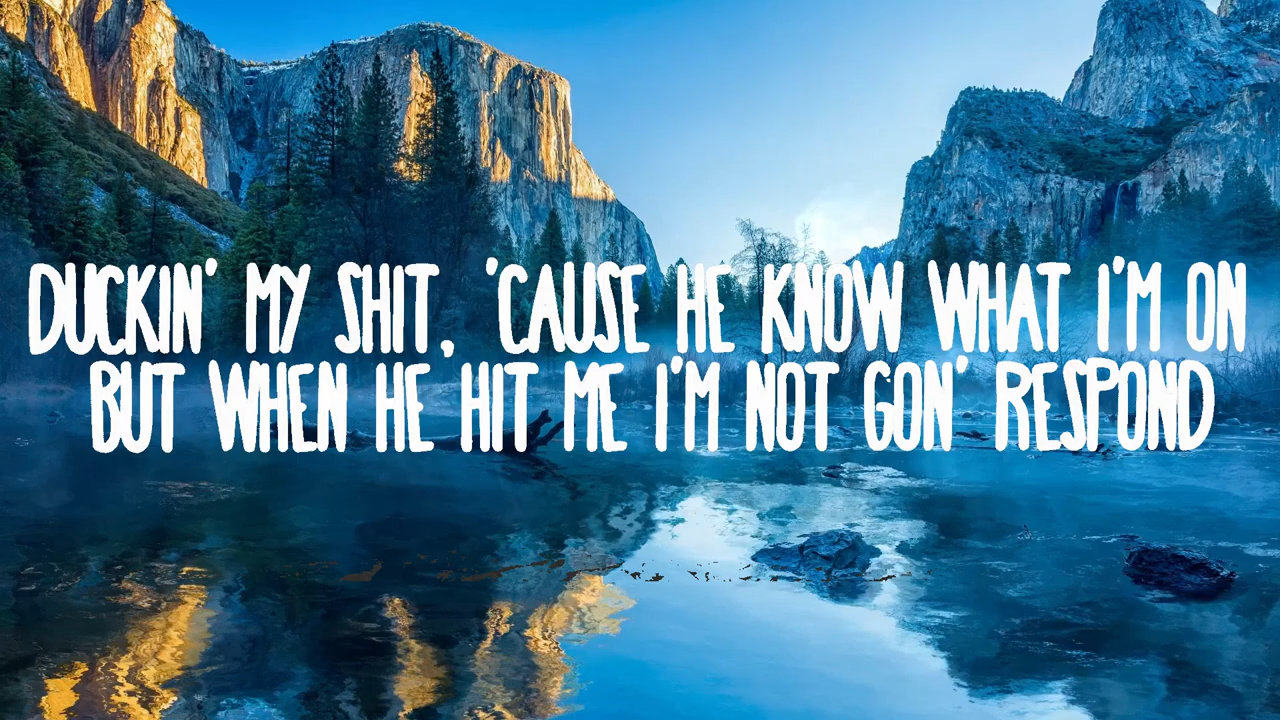 DUCKIN' MY SHIT, 'CAUSE HE KNOW WHAT I'M ON
BUT WHEN HE HIT ME I'M NOT GON' RESPOND